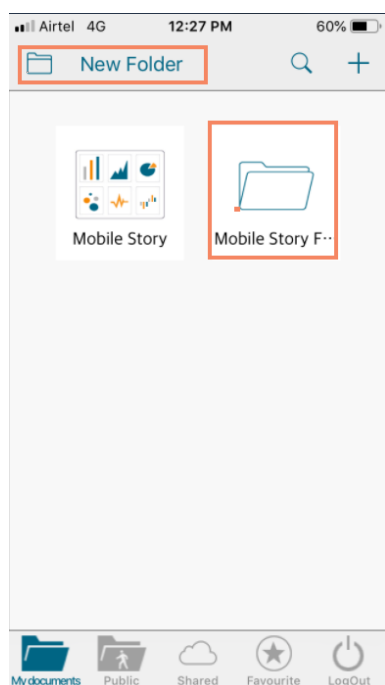 Airtel 4G 12:27 PM 60%
New Folder
Mobile Story Mobile Story F··
My documents Public Shared Favourite LogOut